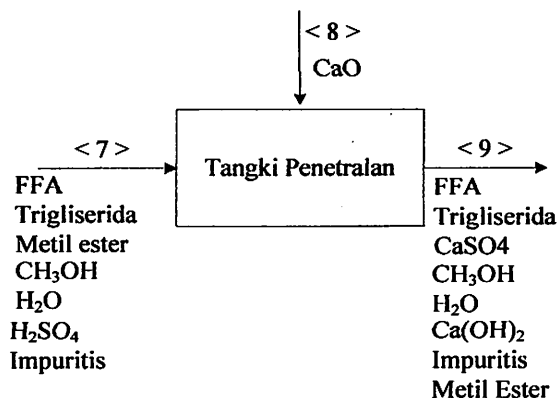 < 8 >
CaO
< 7 >
FFA
Trigliserida
Metil ester
CH₃OH
H₂O
H₂SO₄
Impuritis
Tangki Penetralan
< 9 >
FFA
Trigliserida
CaSO4
CH₃OH
H₂O
Ca(OH)₂
Impuritis
Metil Ester